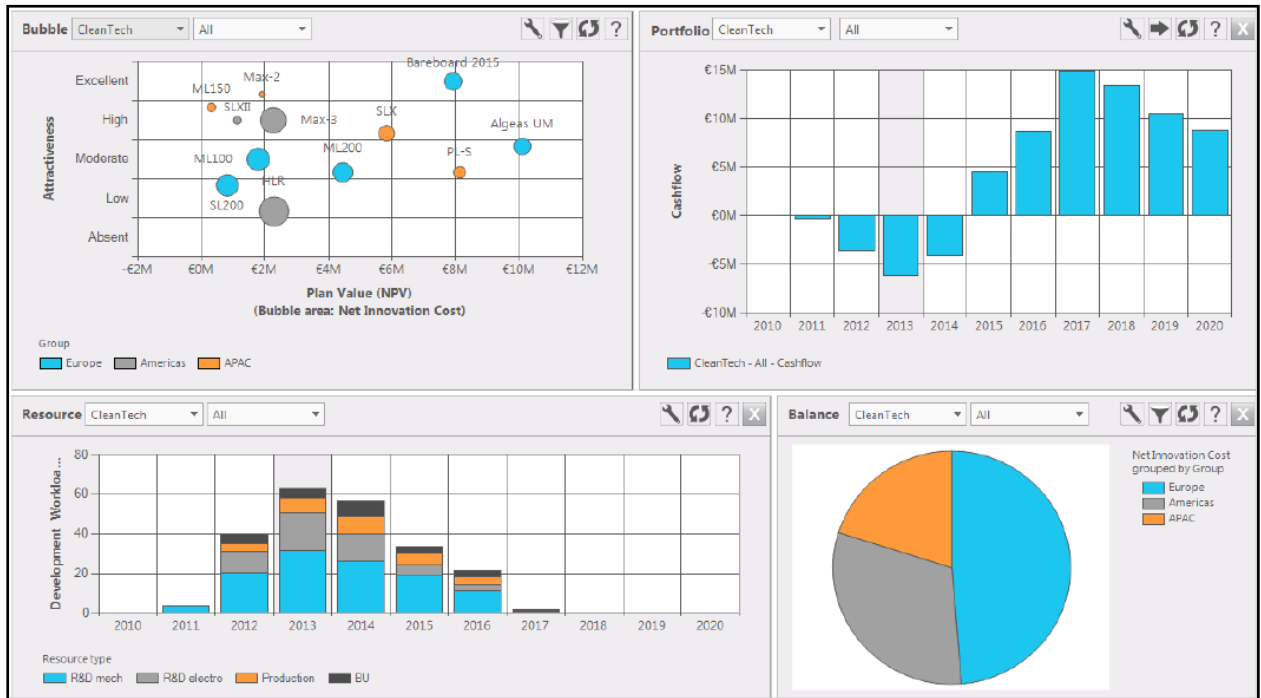 Bubble CleanTech All ?
Excellent
High
Moderate
Low
Absent
Attractiveness
Bareboard 2015
Max-2
ML150
SLXII
Max-3
SLX
Algeas UM
ML100
ML200
PL-S
HLR
SL200
-€2M €0M €2M €4M €6M €8M €10M €12M
Plan Value (NPV)
(Bubble area: Net Innovation Cost)
Group
Europe Americas APAC
Portfolio CleanTech All ? X
€15M
€10M
€5M
€0M
-€5M
-€10M
Cashflow
2010 2011 2012 2013 2014 2015 2016 2017 2018 2019 2020
CleanTech - All - Cashflow
Resource CleanTech All ? X
80
60
40
20
0
Development Workloa...
2010 2011 2012 2013 2014 2015 2016 2017 2018 2019 2020
Resource type
R&D mech R&D electro Production BU
Balance CleanTech All ? X
Net Innovation Cost
grouped by Group
Europe
Americas
APAC